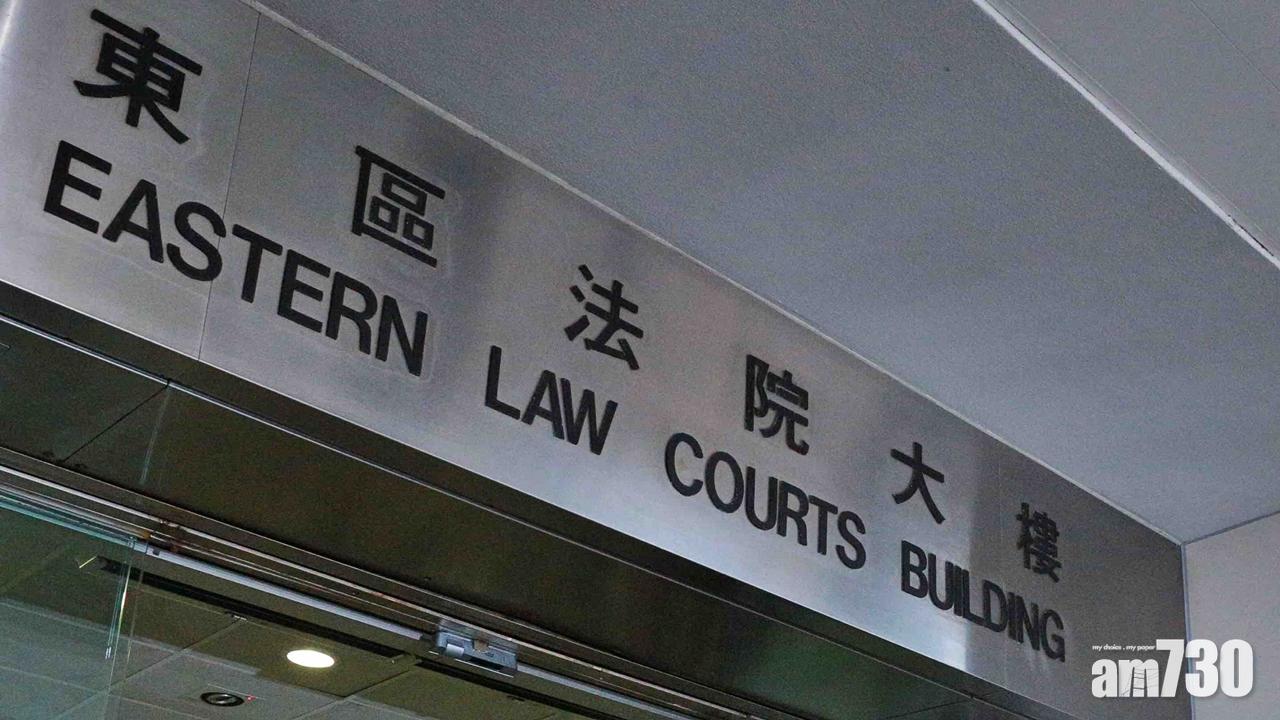 東區法院大樓
EASTERN LAW COURTS BUILDING
my choice . my paper
am730